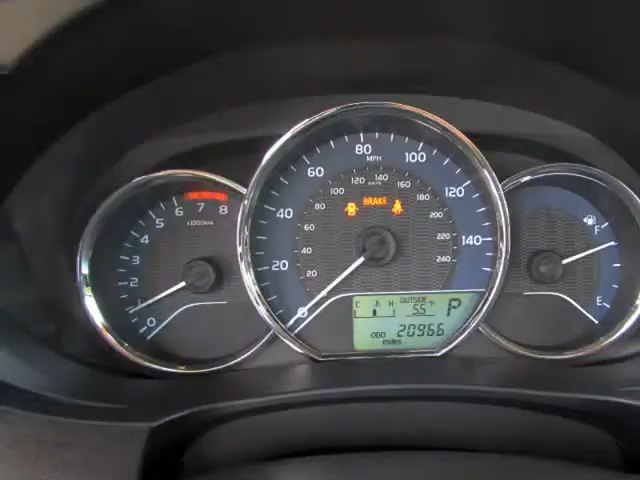 1 2 3 4 5 6 7 8
x1000r/min
0
20 40 60 80 100 120 140
MPH
20 40 60 80 100 120 140 160 180 200 220 240
km/h
BRAKE
0
C H OUTSIDE
55 °F P
ODO 20966
miles
F
E